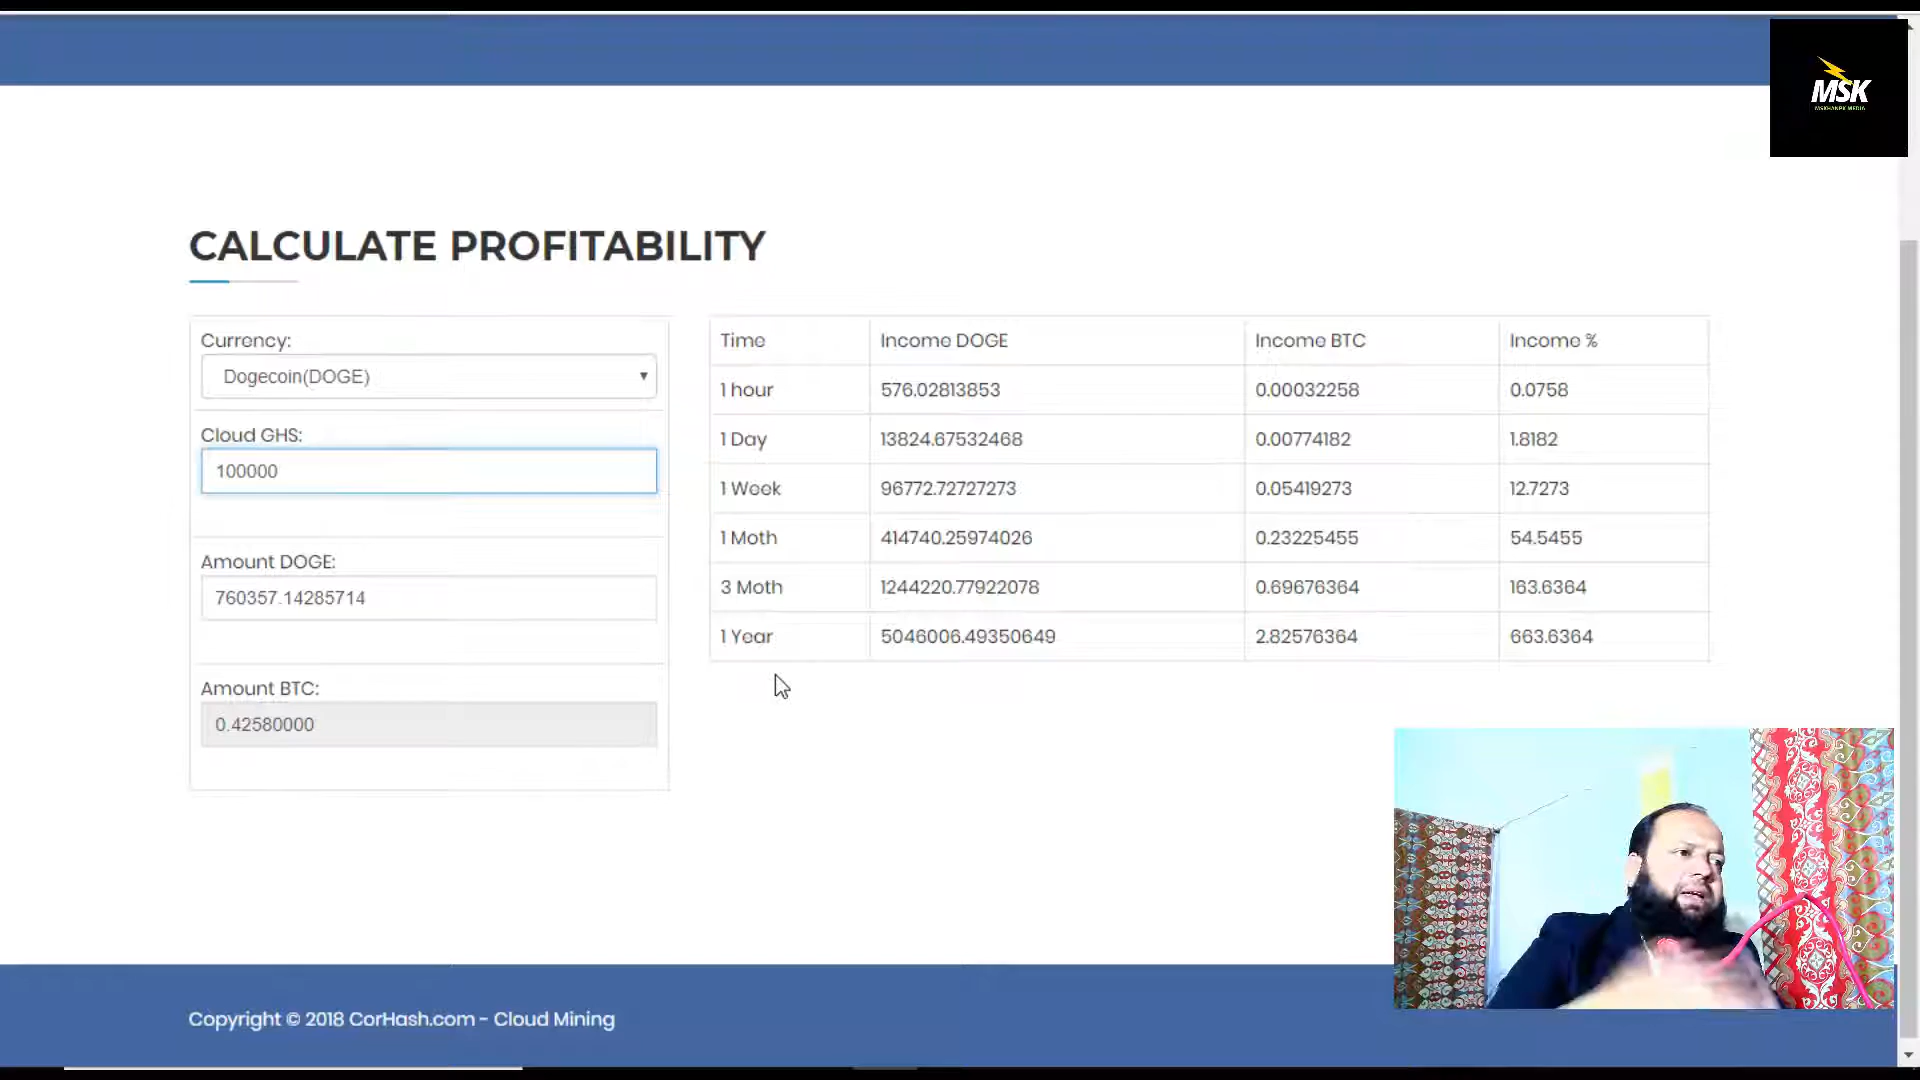 MSK
MSKHANPK MEDIA
CALCULATE PROFITABILITY
Currency:
Dogecoin(DOGE)
Cloud GHS:
100000
Amount DOGE:
760357.14285714
Amount BTC:
0.42580000
Time Income DOGE Income BTC Income %
1 hour 576.02813853 0.00032258 0.0758
1 Day 13824.67532468 0.00774182 1.8182
1 Week 96772.72727273 0.05419273 12.7273
1 Moth 414740.25974026 0.23225455 54.5455
3 Moth 1244220.77922078 0.69676364 163.6364
1 Year 5046006.49350649 2.82576364 663.6364
Copyright © 2018 CorHash.com - Cloud Mining